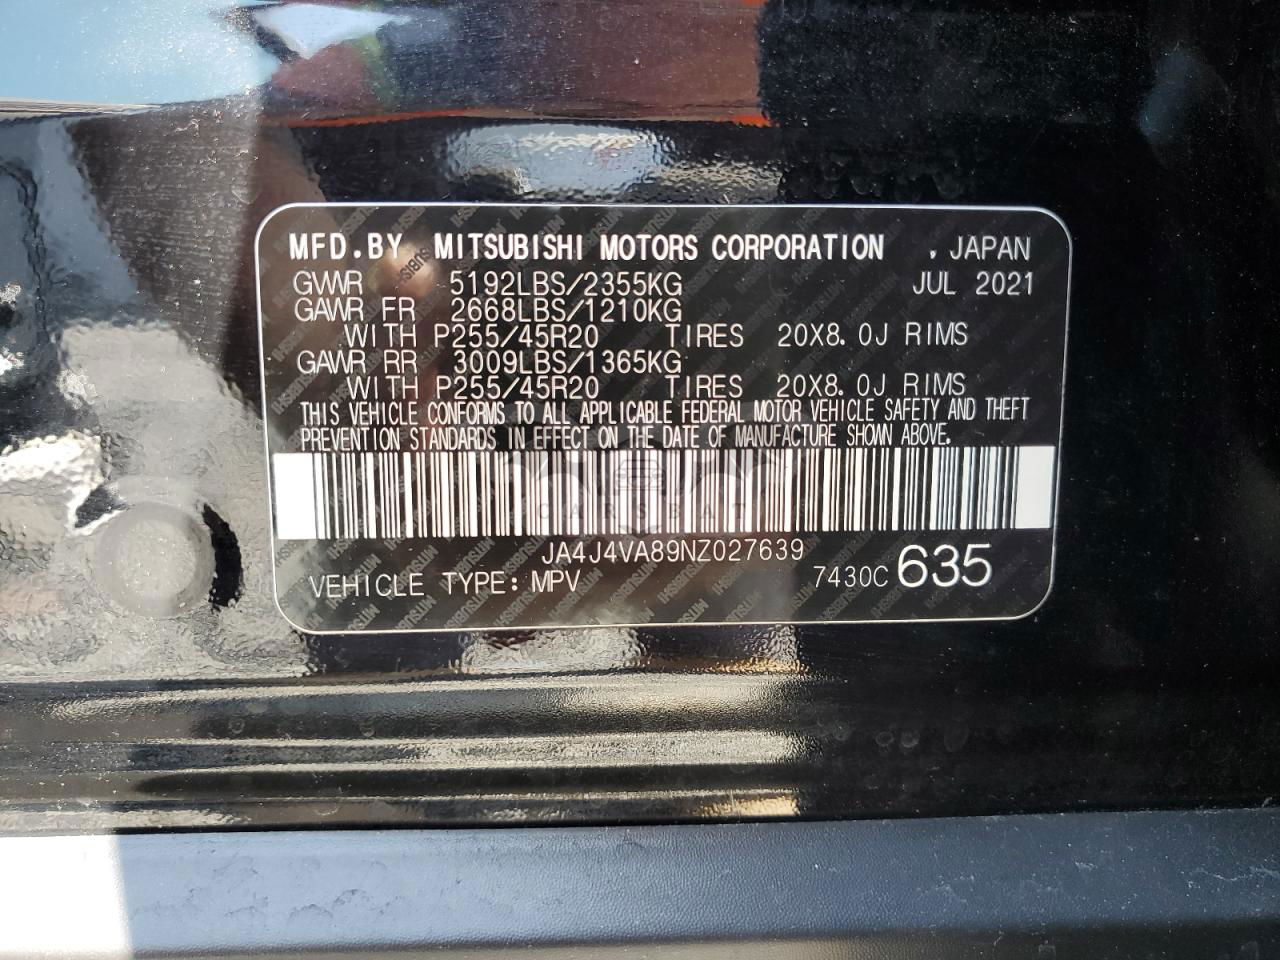 MFD. BY MITSUBISHI MOTORS CORPORATION , JAPAN
GVWR 5192LBS/2355KG JUL 2021
GAWR FR 2668LBS/1210KG
WITH P255/45R20 TIRES 20X8.0J RIMS
GAWR RR 3009LBS/1365KG
WITH P255/45R20 TIRES 20X8.0J RIMS
THIS VEHICLE CONFORMS TO ALL APPLICABLE FEDERAL MOTOR VEHICLE SAFETY AND THEFT
PREVENTION STANDARDS IN EFFECT ON THE DATE OF MANUFACTURE SHOWN ABOVE.
CARSBAT
JA4J4VA89NZ027639
VEHICLE TYPE: MPV 7430C 635